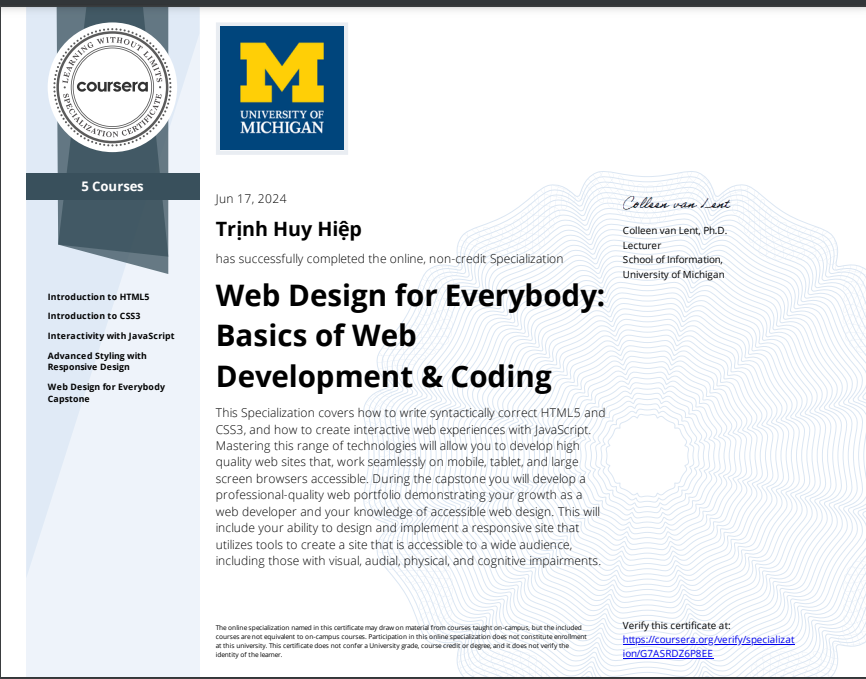 LEARNING WITHOUT LIMITS
coursera
SPECIALIZATION CERTIFICATE
5 Courses
Introduction to HTML5
Introduction to CSS3
Interactivity with JavaScript
Advanced Styling with
Responsive Design
Web Design for Everybody
Capstone
M
UNIVERSITY OF
MICHIGAN
Jun 17, 2024
Trịnh Huy Hiệp
has successfully completed the online, non-credit Specialization
Web Design for Everybody:
Basics of Web
Development & Coding
This Specialization covers how to write syntactically correct HTML5 and
CSS3, and how to create interactive web experiences with JavaScript.
Mastering this range of technologies will allow you to develop high
quality web sites that, work seamlessly on mobile, tablet, and large
screen browsers accessible. During the capstone you will develop a
professional-quality web portfolio demonstrating your growth as a
web developer and your knowledge of accessible web design. This will
include your ability to design and implement a responsive site that
utilizes tools to create a site that is accessible to a wide audience,
including those with visual, audial, physical, and cognitive impairments.
Colleen van Lent
Colleen van Lent, Ph.D.
Lecturer
School of Information,
University of Michigan
The online specialization named in this certificate may draw on material from courses taught on-campus, but the included
courses are not equivalent to on-campus courses. Participation in this online specialization does not constitute enrollment
at this university. This certificate does not confer a University grade, course credit or degree, and it does not verify the
identity of the learner.
Verify this certificate at:
https://coursera.org/verify/specializat
ion/G7ASRDZ6P8EE